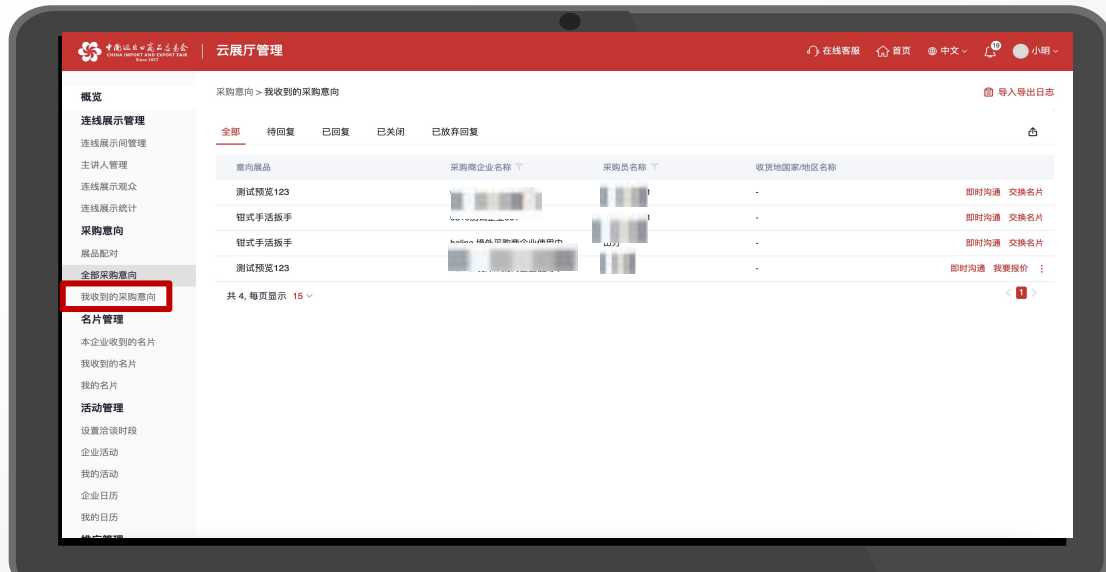 中国进出口商品交易会
CHINA IMPORT AND EXPORT FAIR
Since 1957
云展厅管理
在线客服
首页
中文
19
小明
概览
连线展示管理
连线展示间管理
主讲人管理
连线展示观众
连线展示统计
采购意向
展品配对
全部采购意向
我收到的采购意向
名片管理
本企业收到的名片
我收到的名片
我的名片
活动管理
设置洽谈时段
企业活动
我的活动
企业日历
我的日历
采购意向 > 我收到的采购意向
导入导出日志
全部 待回复 已回复 已关闭 已放弃回复
意向展品 采购商企业名称 采购员名称 收货地国家/地区名称
测试预览123 - 即时沟通 交换名片
钳式手活扳手 - 即时沟通 交换名片
钳式手活扳手 - 即时沟通 交换名片
测试预览123 - 即时沟通 我要报价
共 4, 每页显示 15
< 1 >